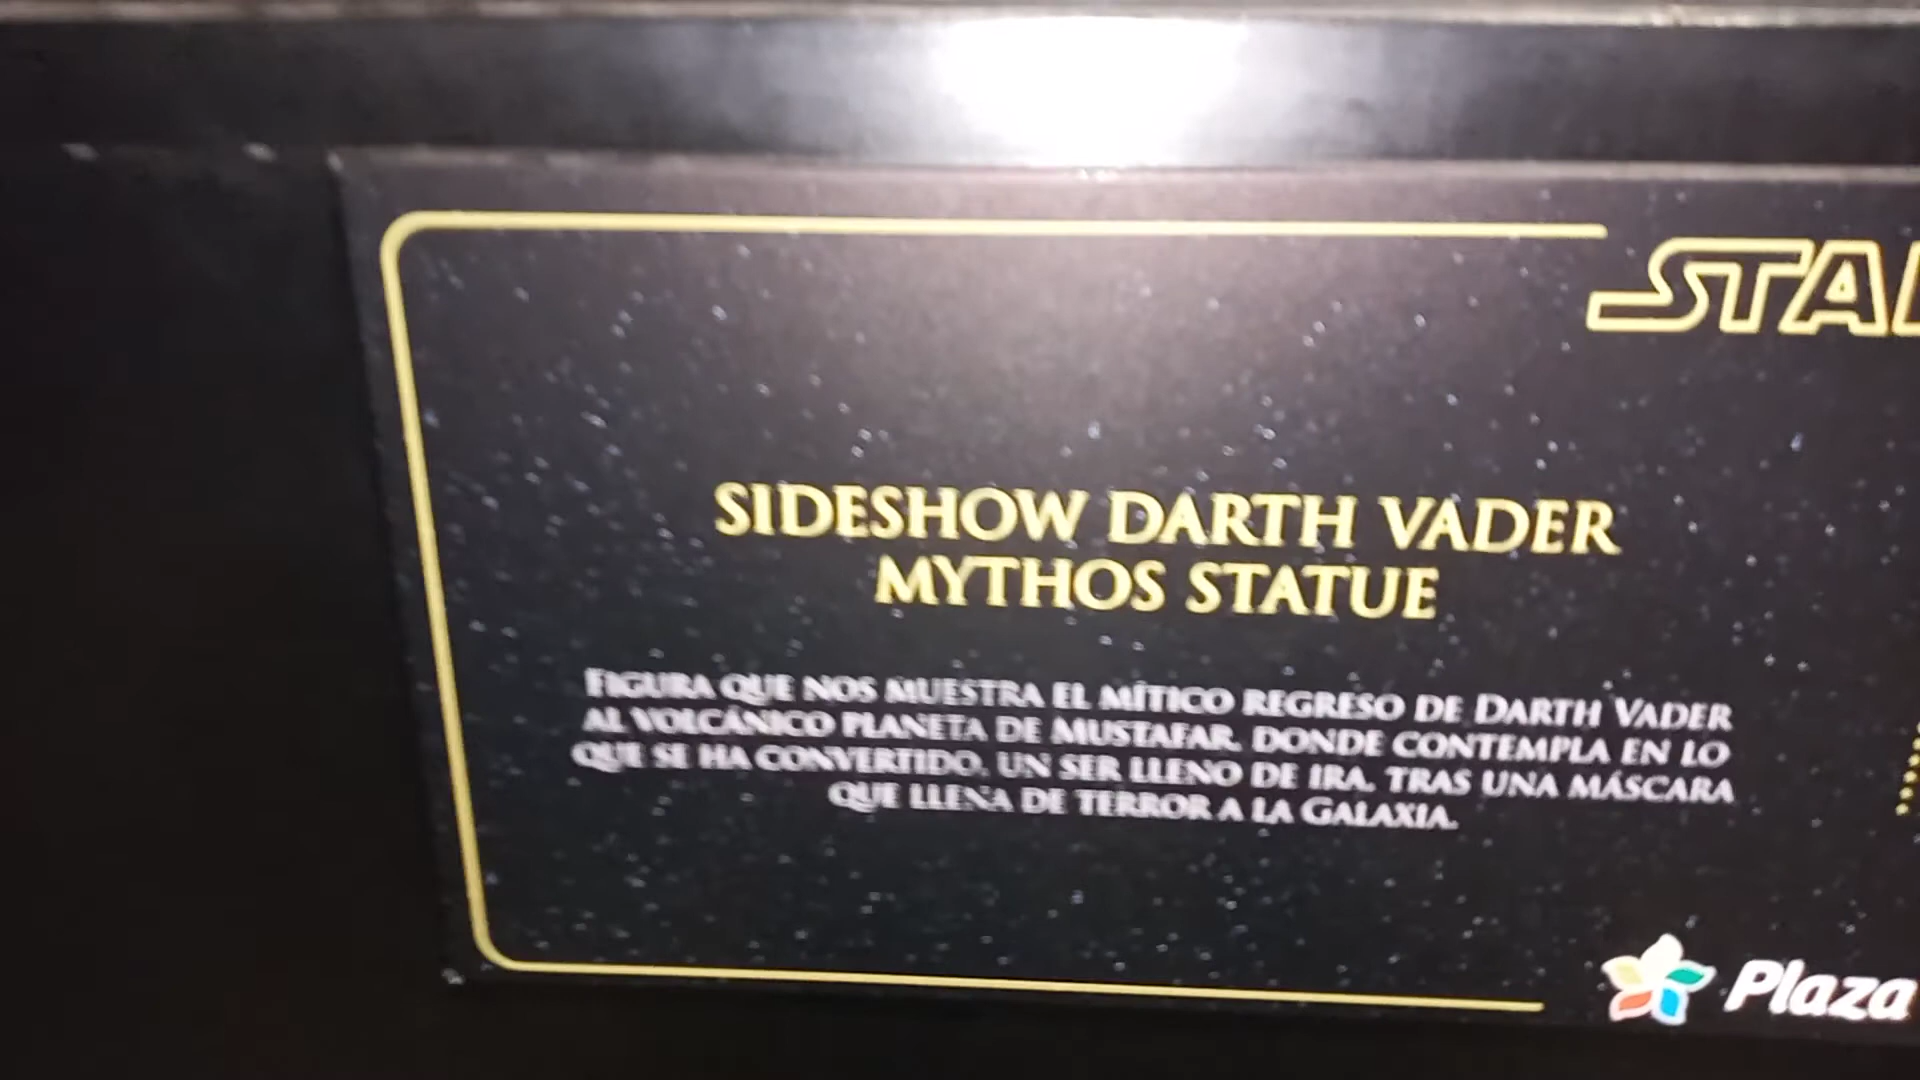 STAR
SIDESHOW DARTH VADER
MYTHOS STATUE
FIGURA QUE NOS MUESTRA EL MÍTICO REGRESO DE DARTH VADER
AL VOLCÁNICO PLANETA DE MUSTAFAR, DONDE CONTEMPLA EN LO
QUE SE HA CONVERTIDO, UN SER LLENO DE IRA, TRAS UNA MÁSCARA
QUE LLENA DE TERROR A LA GALAXIA.
Plaza